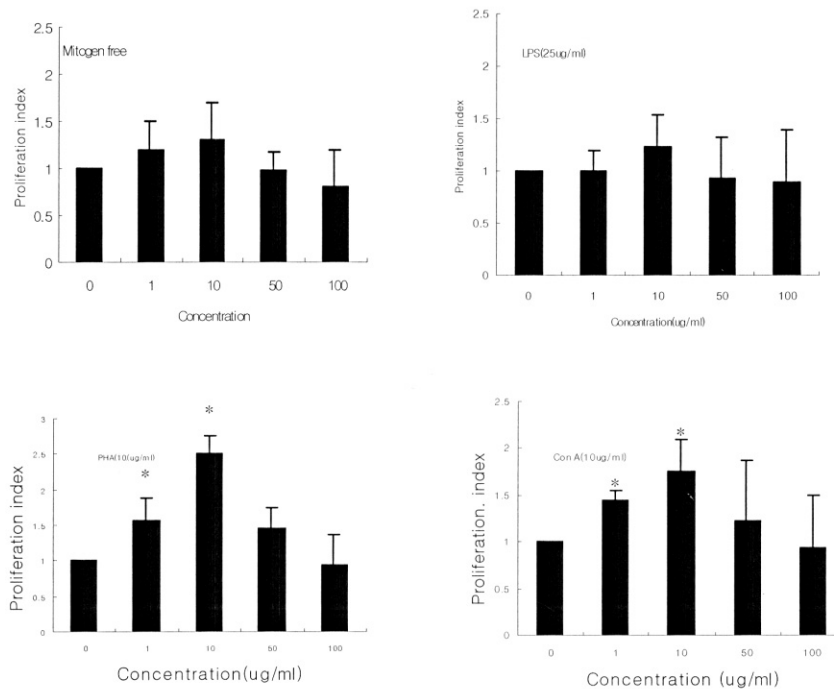 2.5
Mitogen free
2
1.5
1
0.5
0
Proliferation index
0 1 10 50 100
Concentration
2.5
LPS(25ug/ml)
2
1.5
1
0.5
0
Proliferation index
0 1 10 50 100
Concentration(ug/ml)
3
*
2.5
PHA(10(ug/ml)
*
2
1.5
1
0.5
0
Proliferation index
0 1 10 50 100
Concentration(ug/ml)
2.5
2
*
Con A(10ug/ml)
*
1.5
1
0.5
0
Proliferation. index
0 1 10 50 100
Concentration (ug/ml)